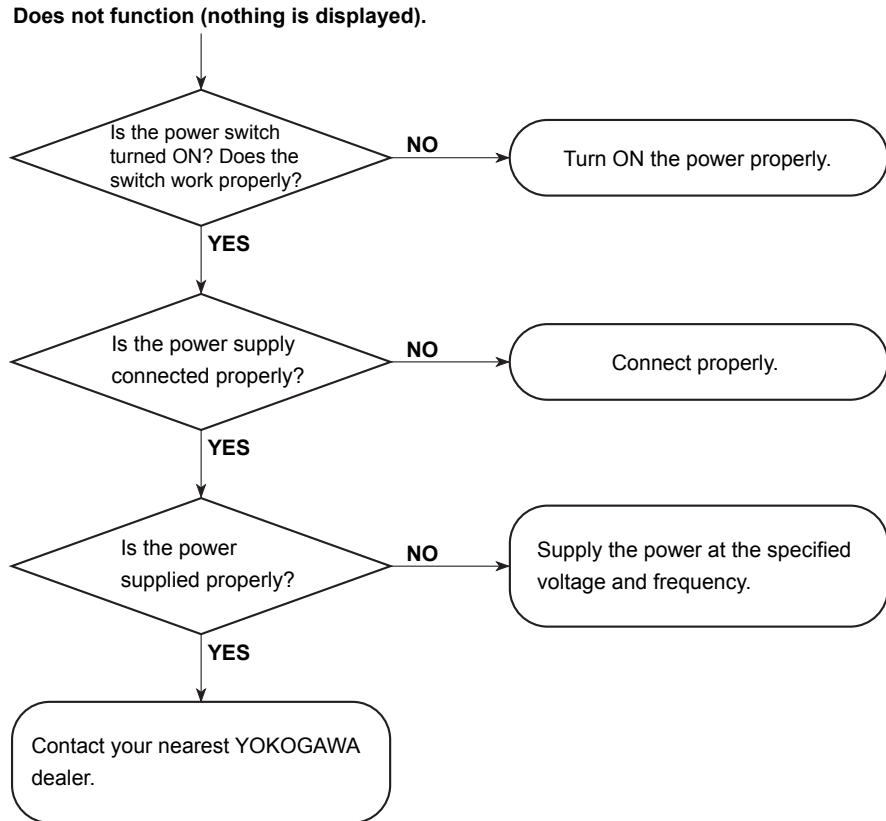 Does not function (nothing is displayed).
Is the power switch
turned ON? Does the
switch work properly?
NO
Turn ON the power properly.
YES
Is the power supply
connected properly?
NO
Connect properly.
YES
Is the power
supplied properly?
NO
Supply the power at the specified
voltage and frequency.
YES
Contact your nearest YOKOGAWA
dealer.